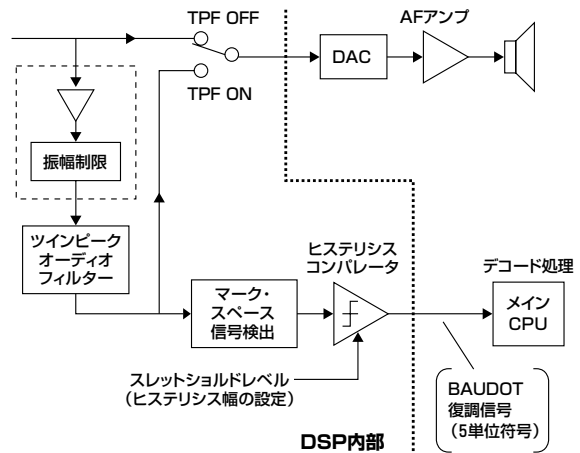 TPF OFF
TPF ON
DAC
AFアンプ
振幅制限
ツインピーク
オーディオ
フィルター
マーク・
スペース
信号検出
ヒステリシス
コンパレータ
デコード処理
メイン
CPU
スレットショルドレベル
（ヒステリシス幅の設定）
BAUDOT
復調信号
（5単位符号）
DSP内部